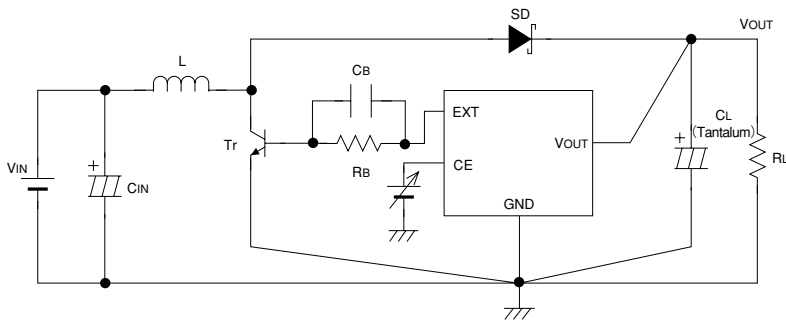 SD
VOUT
L
CB
EXT
CL
(Tantalum)
+
VOUT
Tr
CE
RB
RL
VIN
+
CIN
GND